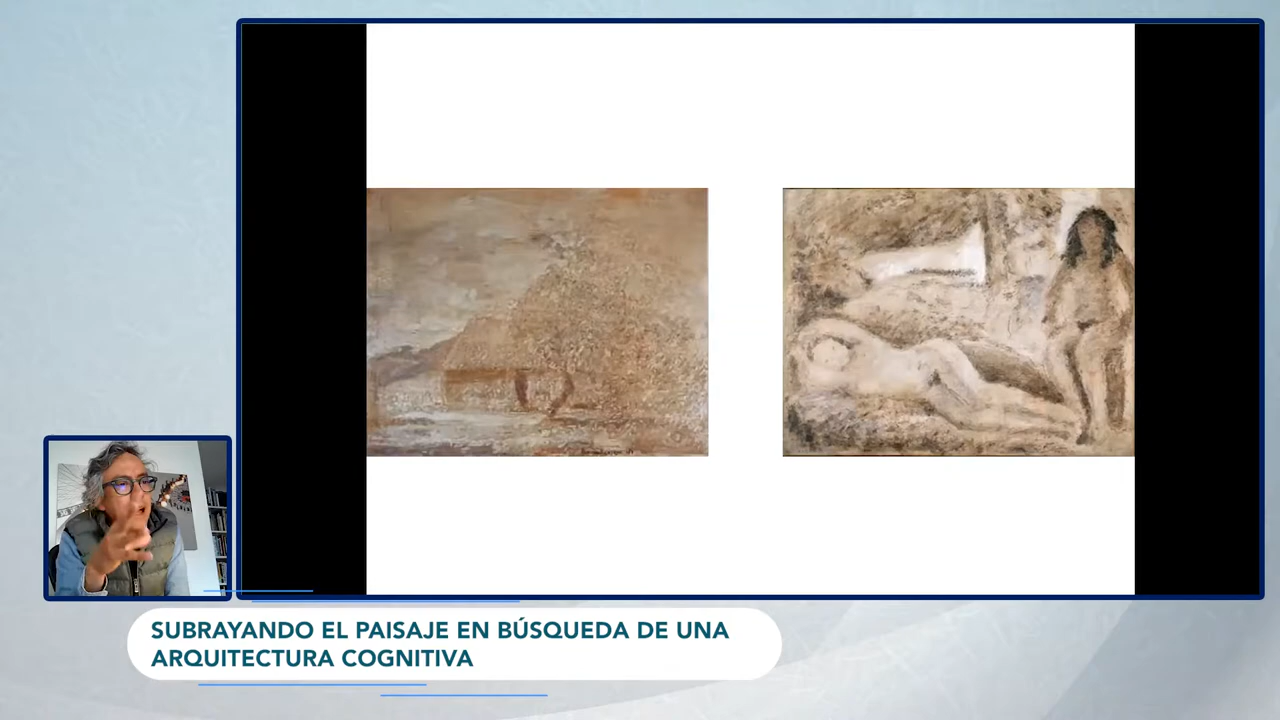 SUBRAYANDO EL PAISAJE EN BÚSQUEDA DE UNA
ARQUITECTURA COGNITIVA